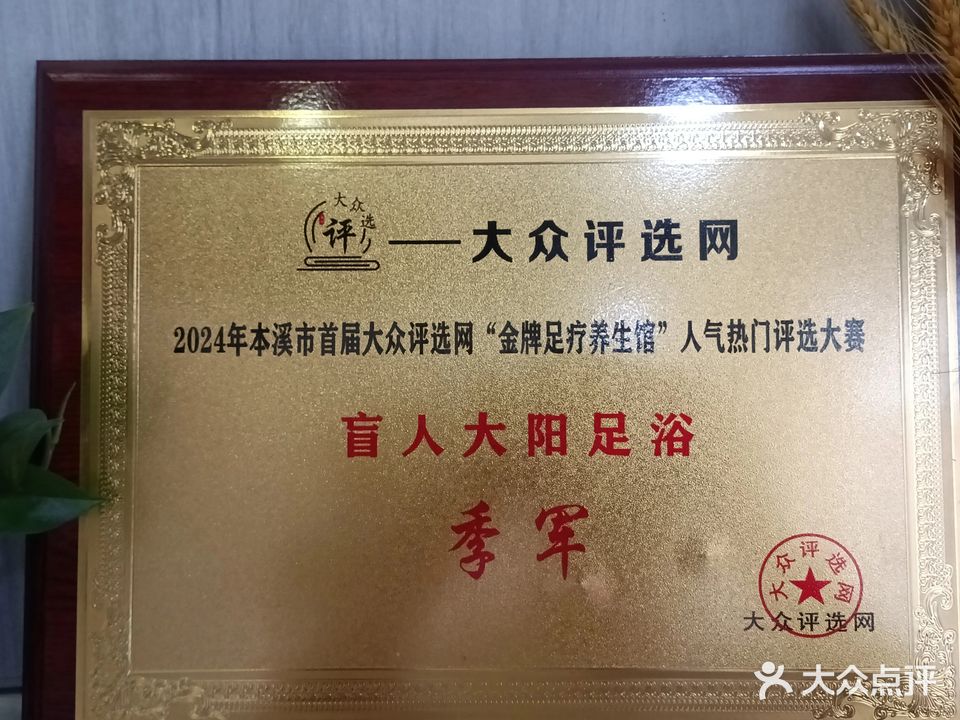 大众评选
——大众评选网
2024年本溪市首届大众评选网“金牌足疗养生馆”人气热门评选大赛
盲人大阳足浴
季军
大众评选网
大众评选网
大众点评